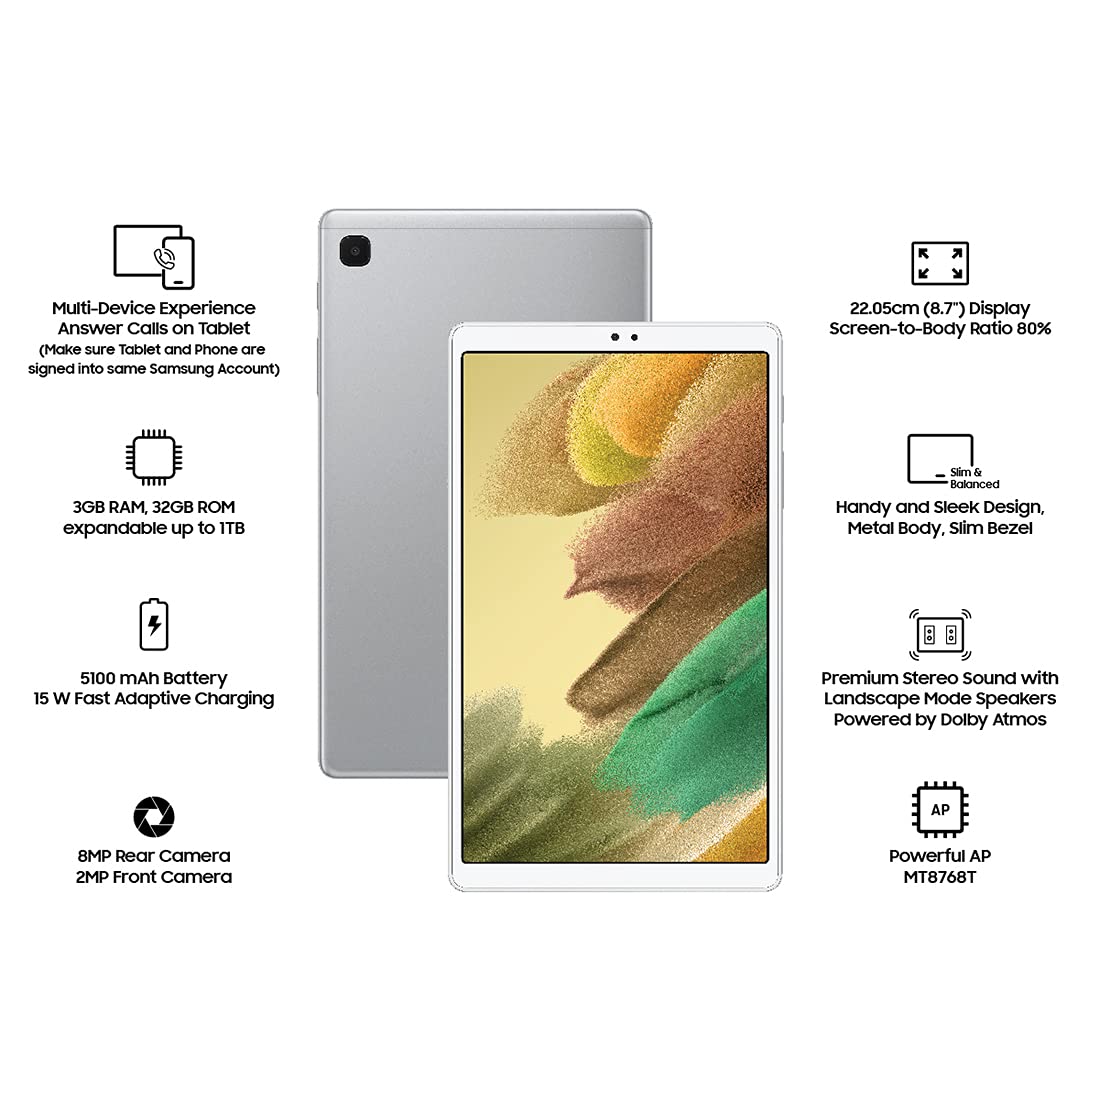 Multi-Device Experience
Answer Calls on Tablet
(Make sure Tablet and Phone are
signed into same Samsung Account)
3GB RAM, 32GB ROM
expandable up to 1TB
5100 mAh Battery
15 W Fast Adaptive Charging
8MP Rear Camera
2MP Front Camera
22.05cm (8.7") Display
Screen-to-Body Ratio 80%
Slim &
Balanced
Handy and Sleek Design,
Metal Body, Slim Bezel
Premium Stereo Sound with
Landscape Mode Speakers
Powered by Dolby Atmos
AP
Powerful AP
MT8768T